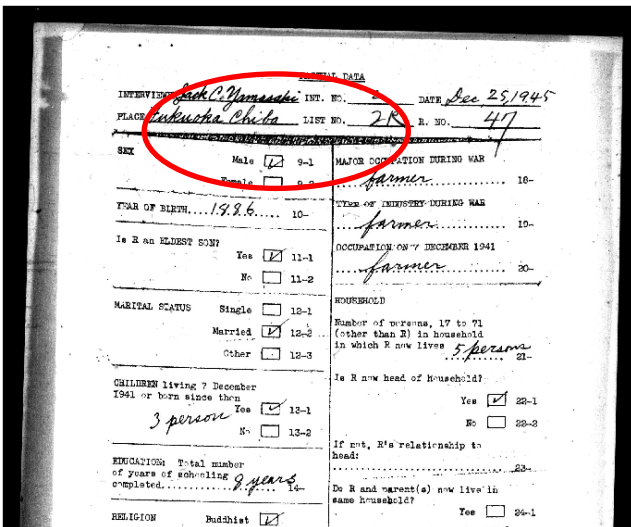 FACTUAL DATA
INTERVIEWER Jack C. Yamasaki INT. NO. DATE Dec 25, 1945
PLACE Fukuoka Chiba LIST NO. 2R R. NO. 47
SEX
Male ☑ 9-1
Female ☐ 9-2
YEAR OF BIRTH....1886..... 10-
Is R an ELDEST SON?
Yes ☑ 11-1
No ☐ 11-2
MARITAL STATUS Single ☐ 12-1
Married ☑ 12-2
Other ☐ 12-3
CHILDREN living 7 December
1941 or born since then
3 person Yes ☑ 13-1
No ☐ 13-2
EDUCATION: Total number
of years of schooling
completed........ 8 years 14-
RELIGION Buddhist ☑
MAJOR OCCUPATION DURING WAR
....farmer............ 18-
TYPE OF INDUSTRY DURING WAR
....farmer............ 19-
OCCUPATION ON 7 DECEMBER 1941
....farmer............ 20-
HOUSEHOLD
Number of persons, 17 to 71
(other than R) in household
in which R now lives 5 persons
21-
Is R now head of household?
Yes ☑ 22-1
No ☐ 22-2
If not, R's relationship to
head:
........................23-
Do R and parent(s) now live in
same household?
Yes ☐ 24-1